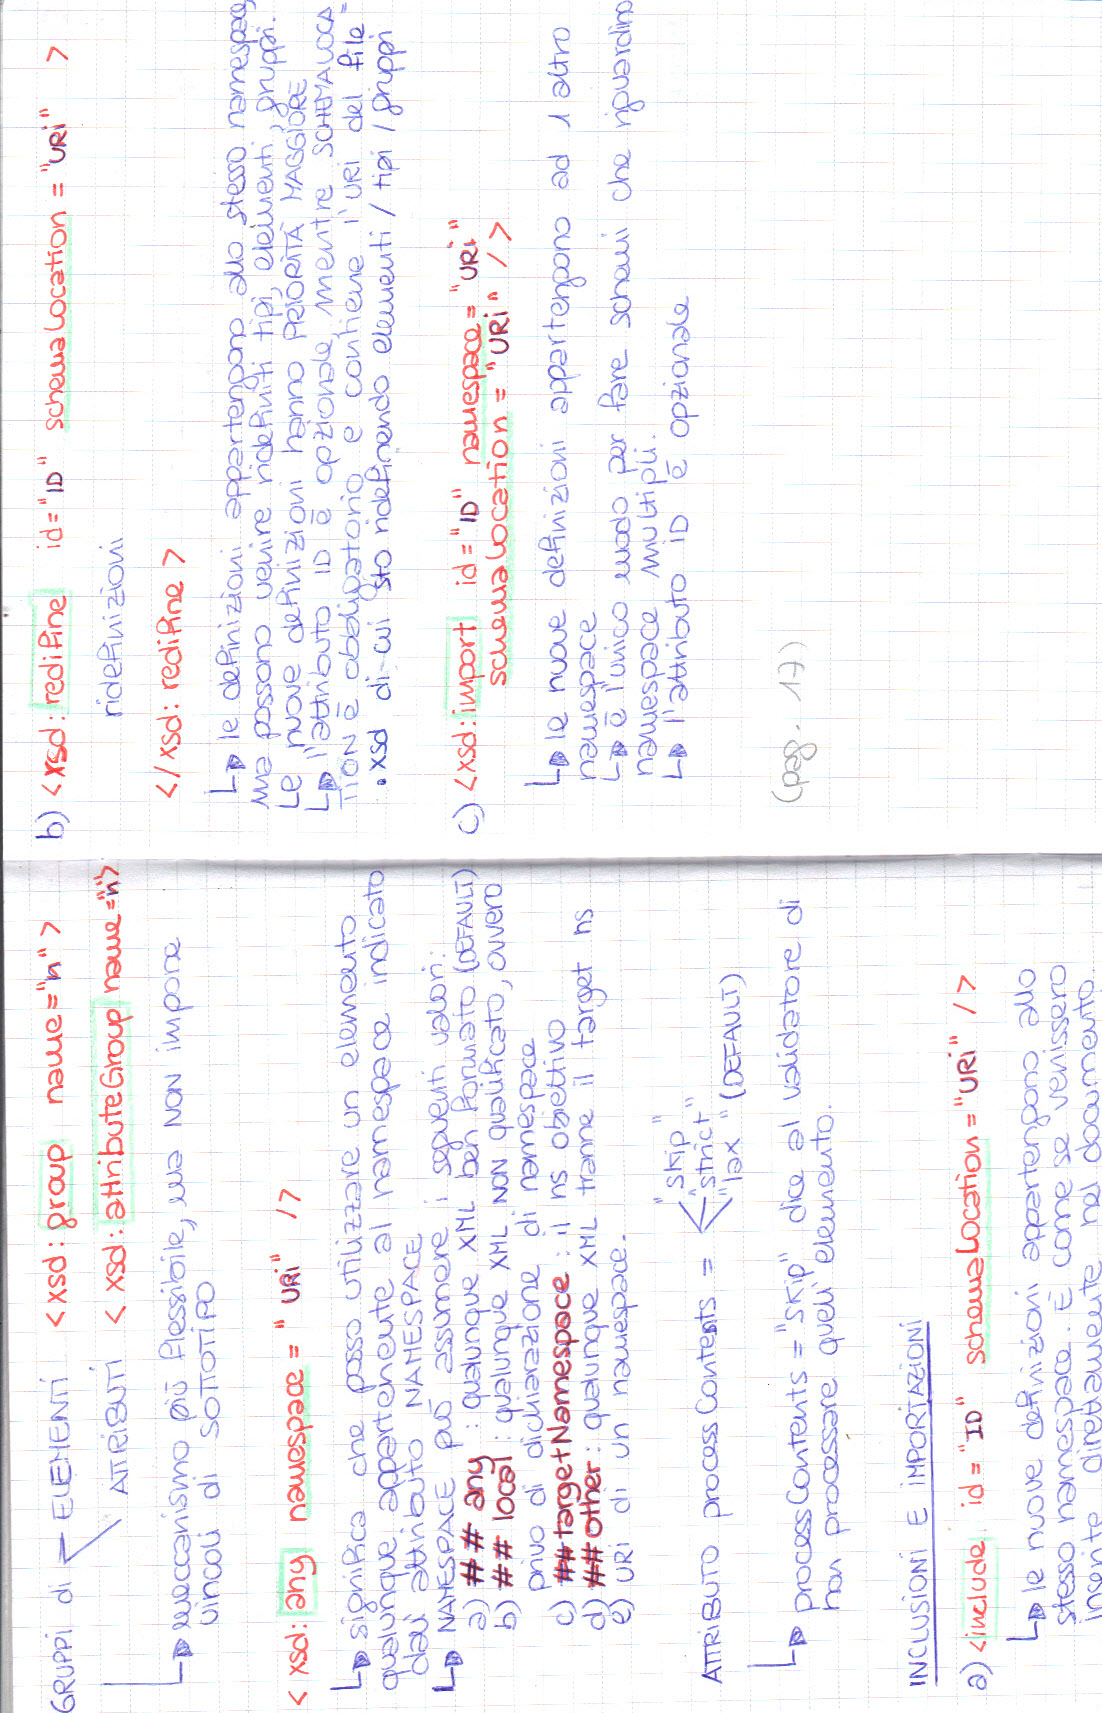 GRUPPI di ELEMENTI <xsd:group name="n">
ATTRIBUTI <xsd:attributeGroup name="n">
meccanismo più flessibile, ma NON impone
vincoli di SOTTOTIPO
<xsd:any namespace = "URi" />
significa che posso utilizzare un elemento
qualunque appartenente al namespace indicato
dall'attributo NAMESPACE
NAMESPACE può assumere i seguenti valori:
a) ##any : qualunque XML ben formato (DEFAULT)
b) ##local : qualunque XML NON qualificato, ovvero
privo di dichiarazione di namespace
c) ##targetNamespace : il ns obiettivo
d) ##other : qualunque XML tranne il target ns
e) URi di un namespace.
ATTRIBUTO processContents = "skip"
"strict"
"lax" (DEFAULT)
processContents = "skip" dice al validatore di
non processare quell'elemento.
INCLUSIONI E IMPORTAZIONI
a) <include id="ID" schemaLocation="URi" />
le nuove definizioni appartengono allo
stesso namespace. È come se venissero
inserite direttamente nel documento.
b) <xsd:redifine id="ID" schemaLocation="URi" >
ridefinizioni
</xsd:redifine>
le definizioni appartengono allo stesso namespace,
ma possono venire ridefiniti tipi, elementi, gruppi.
Le nuove definizioni hanno PRIORITÀ MAGGIORE
l'attributo ID è opzionale, mentre SCHEMALOCA=
TION è obbligatorio e contiene l'URi del file
.xsd di cui sto ridefinendo elementi / tipi / gruppi
c) <xsd:import id="ID" namespace="URi"
schemaLocation = "URi" />
le nuove definizioni appartengono ad 1 altro
namespace
è l'unico modo per fare schemi che riguardino
namespace multipli.
l'attributo ID è opzionale
(pag. 17)